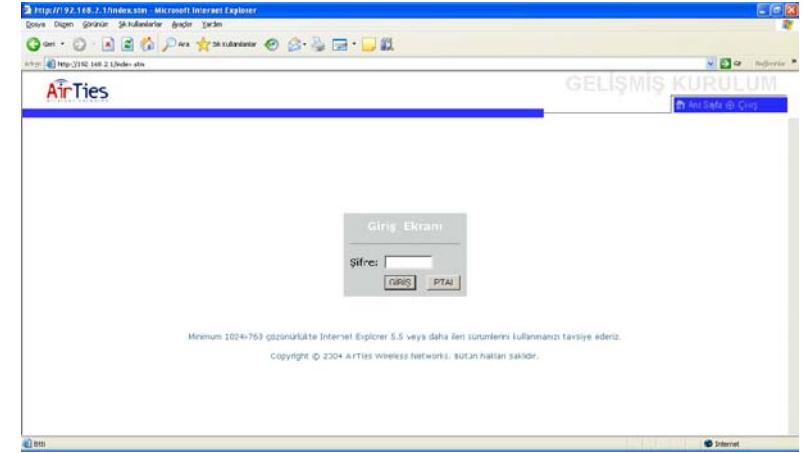 http://192.168.2.1/index.stm - Microsoft Internet Explorer
Dosya Düzen Görünüm Sık Kullanılanlar Araçlar Yardım
Geri Ara Sık Kullanılanlar
http://192.168.2.1/index.stm Git
AirTies
GELİŞMİŞ KURULUM
Ana Sayfa Çıkış
Giriş Ekranı
Şifre:
GİRİŞ İPTAL
Minimum 1024x763 çözünürlükte Internet Explorer 5.5 veya daha ileri sürümlerini kullanmanızı tavsiye ederiz.
Copyright © 2004 AirTies Wireless Networks. Bütün hakları saklıdır.
Bitti Internet